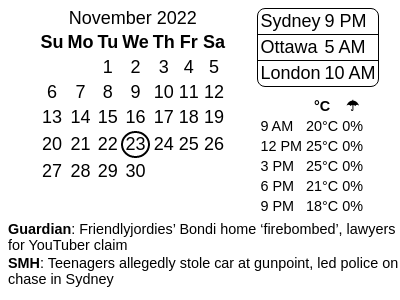 November 2022
Su Mo Tu We Th Fr Sa
1 2 3 4 5
6 7 8 9 10 11 12
13 14 15 16 17 18 19
20 21 22 23 24 25 26
27 28 29 30
Sydney 9 PM
Ottawa 5 AM
London 10 AM
°C ☂
9 AM 20°C 0%
12 PM 25°C 0%
3 PM 25°C 0%
6 PM 21°C 0%
9 PM 18°C 0%
Guardian: Friendlyjordies’ Bondi home ‘firebombed’, lawyers
for YouTuber claim
SMH: Teenagers allegedly stole car at gunpoint, led police on
chase in Sydney